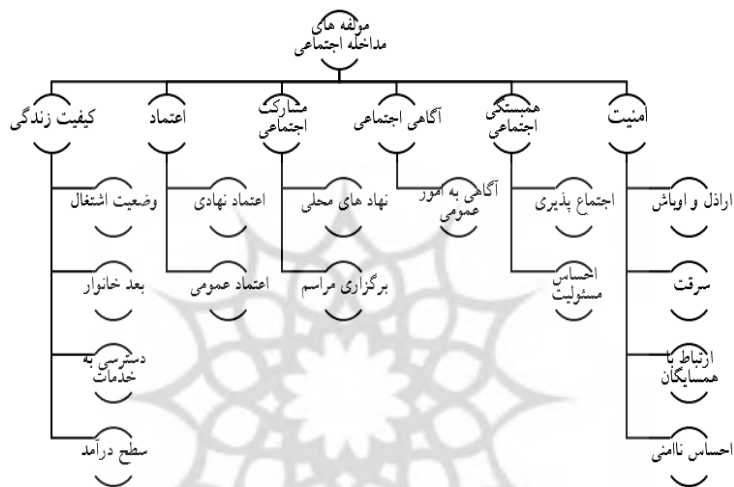 مولفه های
مداخله اجتماعی
امنیت
همبستگی
اجتماعی
آگاهی اجتماعی
مشارکت
اجتماعی
اعتماد
کیفیت زندگی
اراذل و اوباش
سرقت
ارتباط با
همسایگان
احساس ناامنی
اجتماع پذیری
احساس
مسئولیت
آگاهی به امور
عمومی
نهاد های محلی
برگزاری مراسم
اعتماد نهادی
اعتماد عمومی
وضعیت اشتغال
بعد خانوار
دسترسی به
خدمات
سطح درآمد